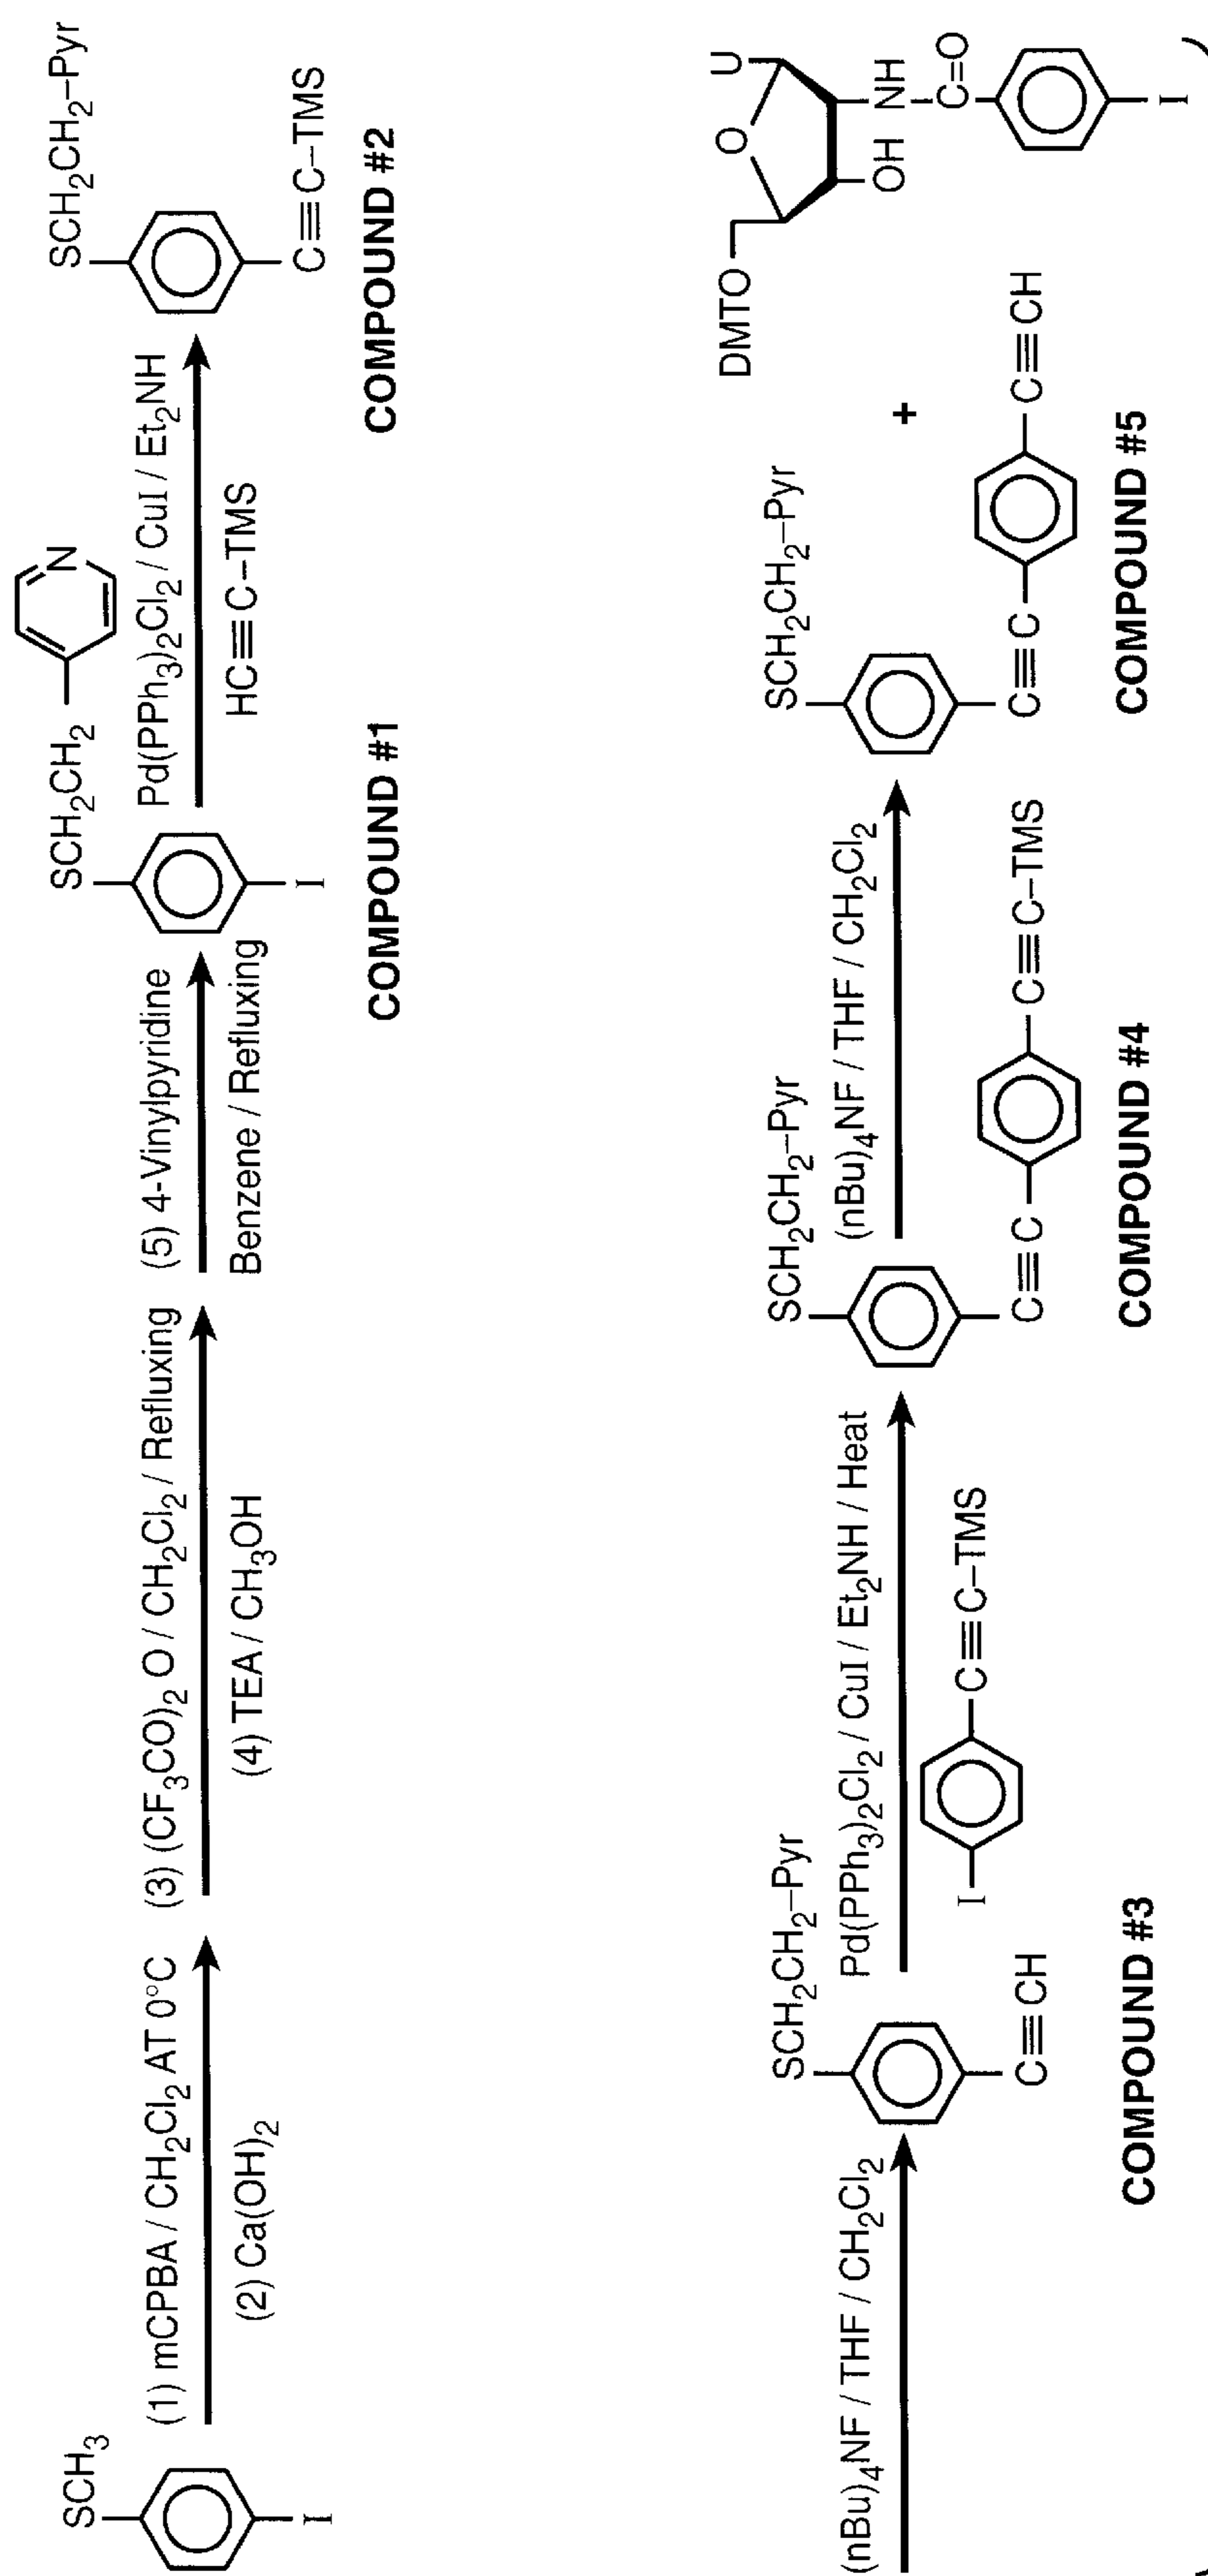 SCH3
I
(1) mCPBA / CH2Cl2 AT 0°C
(2) Ca(OH)2
(3) (CF3CO)2 O / CH2Cl2 / Refluxing
(4) TEA / CH3OH
(5) 4-Vinylpyridine
Benzene / Refluxing
SCH2CH2
N
I
COMPOUND #1
Pd(PPh3)2Cl2 / CuI / Et2NH
HC≡C–TMS
SCH2CH2–Pyr
C≡C–TMS
COMPOUND #2
(nBu)4NF / THF / CH2Cl2
SCH2CH2–Pyr
C≡CH
COMPOUND #3
Pd(PPh3)2Cl2 / CuI / Et2NH / Heat
I
C≡C–TMS
SCH2CH2–Pyr
C≡C
C≡C–TMS
COMPOUND #4
(nBu)4NF / THF / CH2Cl2
SCH2CH2–Pyr
C≡C
C≡CH
COMPOUND #5
+
DMTO
O
U
OH
NH
C=O
I